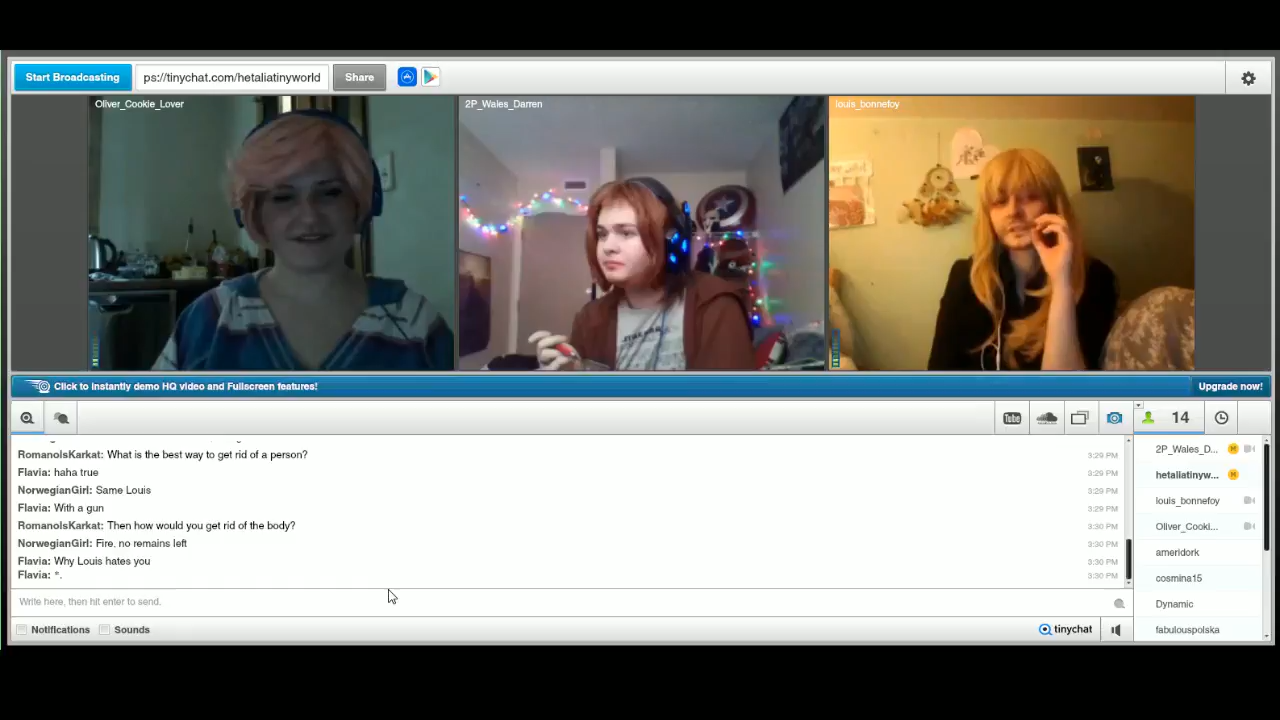 Start Broadcasting
ps://tinychat.com/hetaliatinyworld
Share
Oliver_Cookie_Lover
2P_Wales_Darren
louis_bonnefoy
Click to instantly demo HQ video and Fullscreen features!
Upgrade now!
You Tube
14
RomanoIsKarkat: What is the best way to get rid of a person? 3:29 PM
Flavia: haha true 3:29 PM
NorwegianGirl: Same Louis 3:29 PM
Flavia: With a gun 3:29 PM
RomanoIsKarkat: Then how would you get rid of the body? 3:30 PM
NorwegianGirl: Fire, no remains left 3:30 PM
Flavia: Why Louis hates you 3:30 PM
Flavia: *. 3:30 PM
2P_Wales_D...
hetaliatinyw...
louis_bonnefoy
Oliver_Cooki...
ameridork
cosmina15
Dynamic
fabulouspolska
Write here, then hit enter to send.
Notifications
Sounds
tinychat